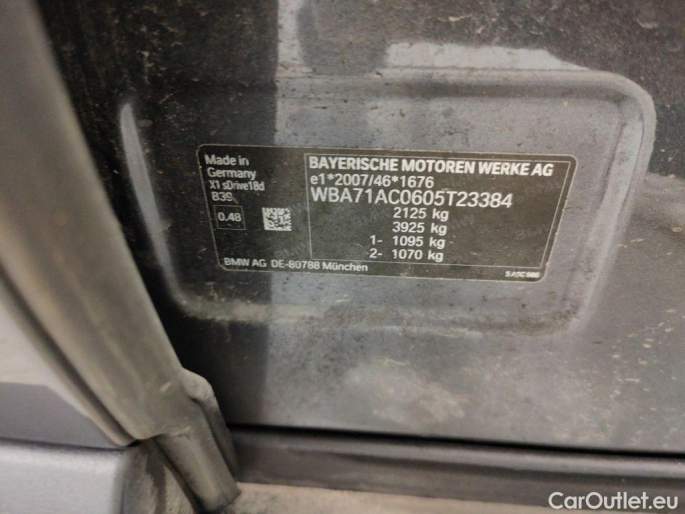 Made in
Germany
X1 sDrive18d
B39
0.48
BAYERISCHE MOTOREN WERKE AG
e1*2007/46*1676
WBA71AC0605T23384
2125 kg
3925 kg
1- 1095 kg
2- 1070 kg
BMW AG DE-80788 München
CarOutlet.eu